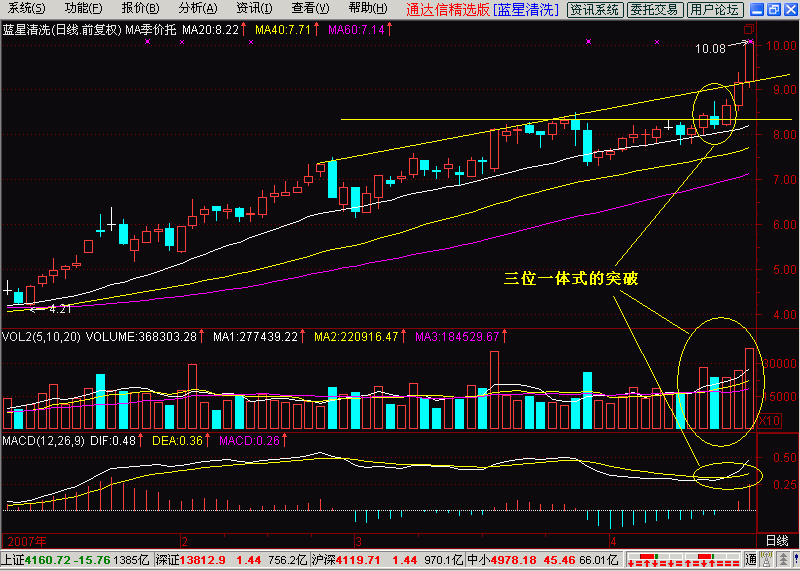 系统(S) 功能(F) 报价(B) 分析(A) 资讯(I) 查看(V) 帮助(H) 通达信精选版 [蓝星清洗] 资讯系统 委托交易 用户论坛
蓝星清洗(日线.前复权) MA季价托 MA20:8.22↑ MA40:7.71↑ MA60:7.14↑
10.08
10.00
9.00
8.00
7.00
6.00
5.00
4.00
4.21
三位一体式的突破
VOL2(5,10,20) VOLUME:368303.28↑ MA1:277439.22↑ MA2:220916.47↑ MA3:184529.67↑
5000
X10
MACD(12,26,9) DIF:0.48↑ DEA:0.36↑ MACD:0.26↑
0.50
0.25
2007年 2 3 4 日线
上证4160.72 -15.76 1385亿 深证13812.9 1.44 756.2亿 沪深4119.71 1.44 970.1亿 中小4978.18 45.46 66.01亿 通